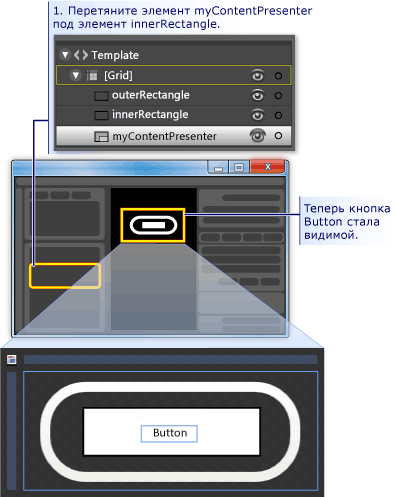 1. Перетяните элемент myContentPresenter
под элемент innerRectangle.
Template
[Grid]
outerRectangle
innerRectangle
myContentPresenter
Теперь кнопка
Button стала
видимой.
Button